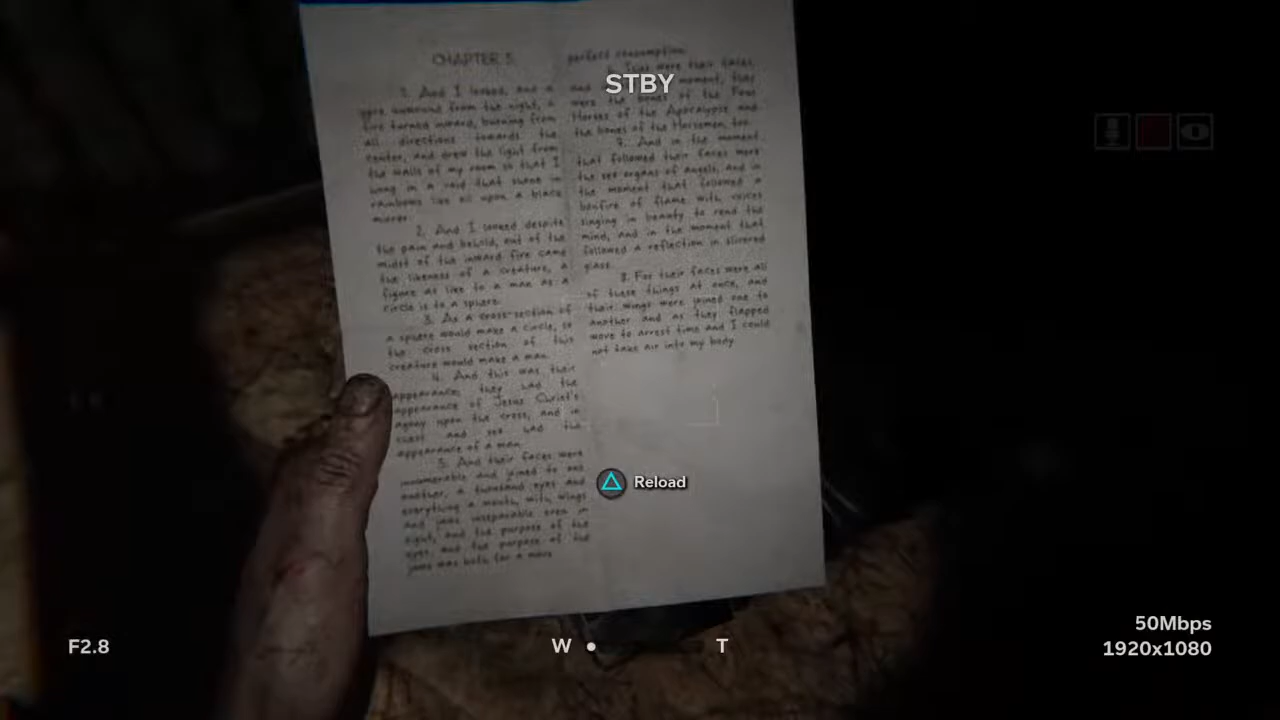 CHAPTER 5
1. And I looked, and a
gyre unwound from the night, a
fire turned inward, burning from
all directions towards the
center, and drew the light from
the walls of my room so that I
hung in a void that shone in
rainbows like oil upon a black
mirror.
2. And I looked despite
the pain and behold, out of the
midst of the inward fire came
the likeness of a creature, a
figure as like to a man as a
circle is to a sphere.
3. As a cross-section of
a sphere would make a circle, so
the cross section of this
creature would make a man.
4. And this was their
appearance; they had the
appearance of Jesus Christ's
agony upon the cross, and in
chest and sex had the
appearance of a man.
5. And their faces were
innumerable and joined to one
another, a thousand eyes and
everything a mouth, with wings
and jaws inseparable even in
sight, and the purpose of the
eyes and the purpose of the
jaws was both for a more
perfect consumption.
6. Thus were their faces,
and moment, they
were the bones of the Four
Horses of the Apocalypse and
the bones of the Horsemen, too.
7. And in the moment
that followed their faces were
the sex organs of angels, and in
the moment that followed a
bonfire of flame with voices
singing in beauty to rend the
mind, and in the moment that
followed a reflection in slivered
glass.
8. For their faces were all
of these things at once, and
their wings were joined one to
another and as they flapped
wove to arrest time and I could
not take air into my body.
STBY
Reload
F2.8
W T
50Mbps
1920x1080